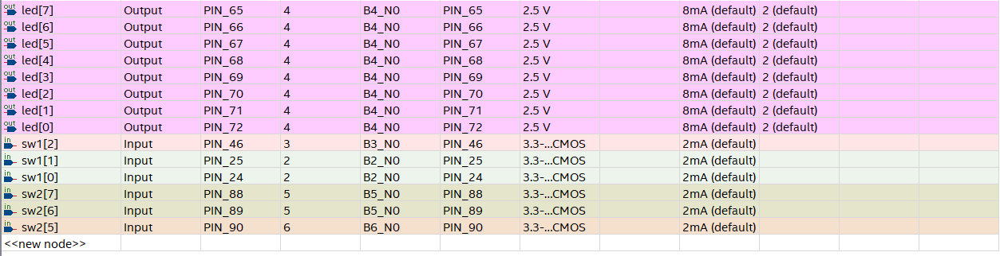 out led[7] Output PIN_65 4 B4_N0 PIN_65 2.5 V 8mA (default) 2 (default)
out led[6] Output PIN_66 4 B4_N0 PIN_66 2.5 V 8mA (default) 2 (default)
out led[5] Output PIN_67 4 B4_N0 PIN_67 2.5 V 8mA (default) 2 (default)
out led[4] Output PIN_68 4 B4_N0 PIN_68 2.5 V 8mA (default) 2 (default)
out led[3] Output PIN_69 4 B4_N0 PIN_69 2.5 V 8mA (default) 2 (default)
out led[2] Output PIN_70 4 B4_N0 PIN_70 2.5 V 8mA (default) 2 (default)
out led[1] Output PIN_71 4 B4_N0 PIN_71 2.5 V 8mA (default) 2 (default)
out led[0] Output PIN_72 4 B4_N0 PIN_72 2.5 V 8mA (default) 2 (default)
in sw1[2] Input PIN_46 3 B3_N0 PIN_46 3.3-...CMOS 2mA (default)
in sw1[1] Input PIN_25 2 B2_N0 PIN_25 3.3-...CMOS 2mA (default)
in sw1[0] Input PIN_24 2 B2_N0 PIN_24 3.3-...CMOS 2mA (default)
in sw2[7] Input PIN_88 5 B5_N0 PIN_88 3.3-...CMOS 2mA (default)
in sw2[6] Input PIN_89 5 B5_N0 PIN_89 3.3-...CMOS 2mA (default)
in sw2[5] Input PIN_90 6 B6_N0 PIN_90 3.3-...CMOS 2mA (default)
<<new node>>